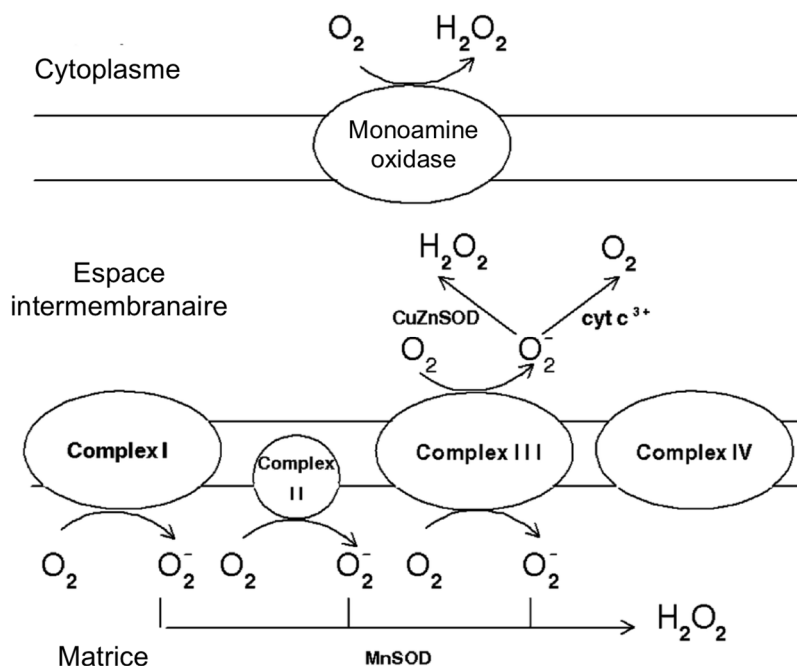 O₂ H₂O₂
Cytoplasme
Monoamine
oxidase
H₂O₂ O₂
Espace
intermembranaire
CuZnSOD cyt c ³⁺
O₂ O₂⁻
Complex I Complex II Complex III Complex IV
O₂ O₂⁻ O₂ O₂⁻ O₂ O₂⁻
H₂O₂
Matrice MnSOD